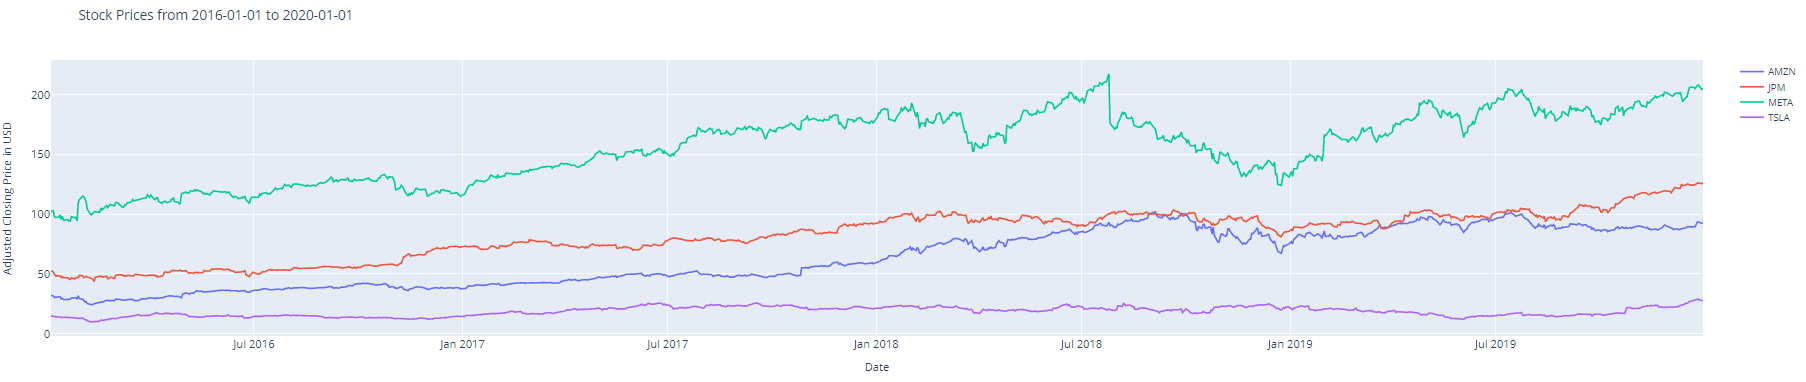 Stock Prices from 2016-01-01 to 2020-01-01
AMZN
JPM
META
TSLA
Adjusted Closing Price in USD
200
150
100
50
0
Jul 2016
Jan 2017
Jul 2017
Jan 2018
Jul 2018
Jan 2019
Jul 2019
Date